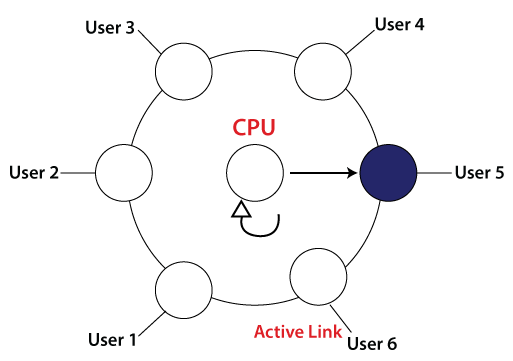 User 3
User 4
CPU
User 2
User 5
Active Link
User 1
User 6